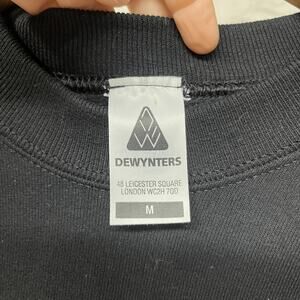 DEWYNTERS
48 LEICESTER SQUARE
LONDON WC2H 7QD
M